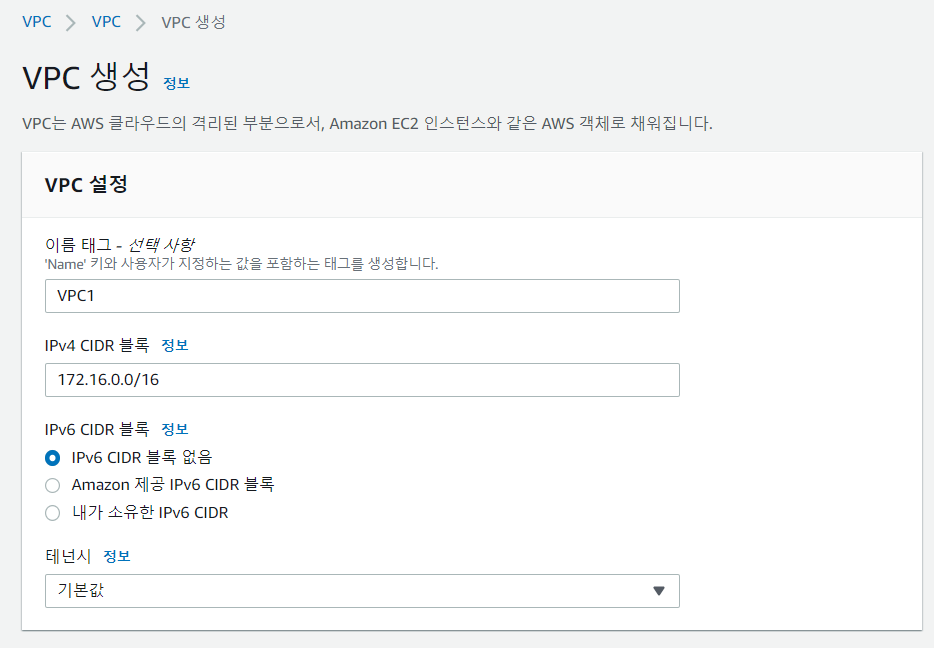 VPC > VPC > VPC 생성
VPC 생성 정보
VPC는 AWS 클라우드의 격리된 부분으로서, Amazon EC2 인스턴스와 같은 AWS 객체로 채워집니다.
VPC 설정
이름 태그 - 선택 사항
'Name' 키와 사용자가 지정하는 값을 포함하는 태그를 생성합니다.
VPC1
IPv4 CIDR 블록 정보
172.16.0.0/16
IPv6 CIDR 블록 정보
IPv6 CIDR 블록 없음
Amazon 제공 IPv6 CIDR 블록
내가 소유한 IPv6 CIDR
테넌시 정보
기본값